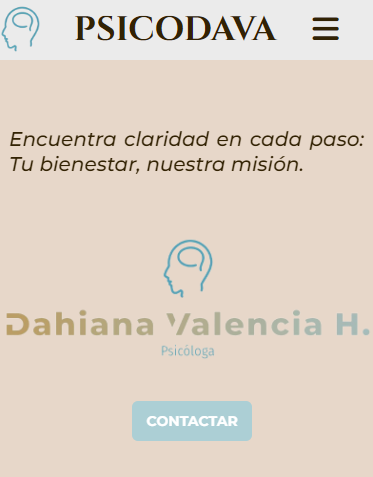 PSICODAVA
Encuentra claridad en cada paso:
Tu bienestar, nuestra misión.
Dahiana Valencia H.
Psicóloga
CONTACTAR